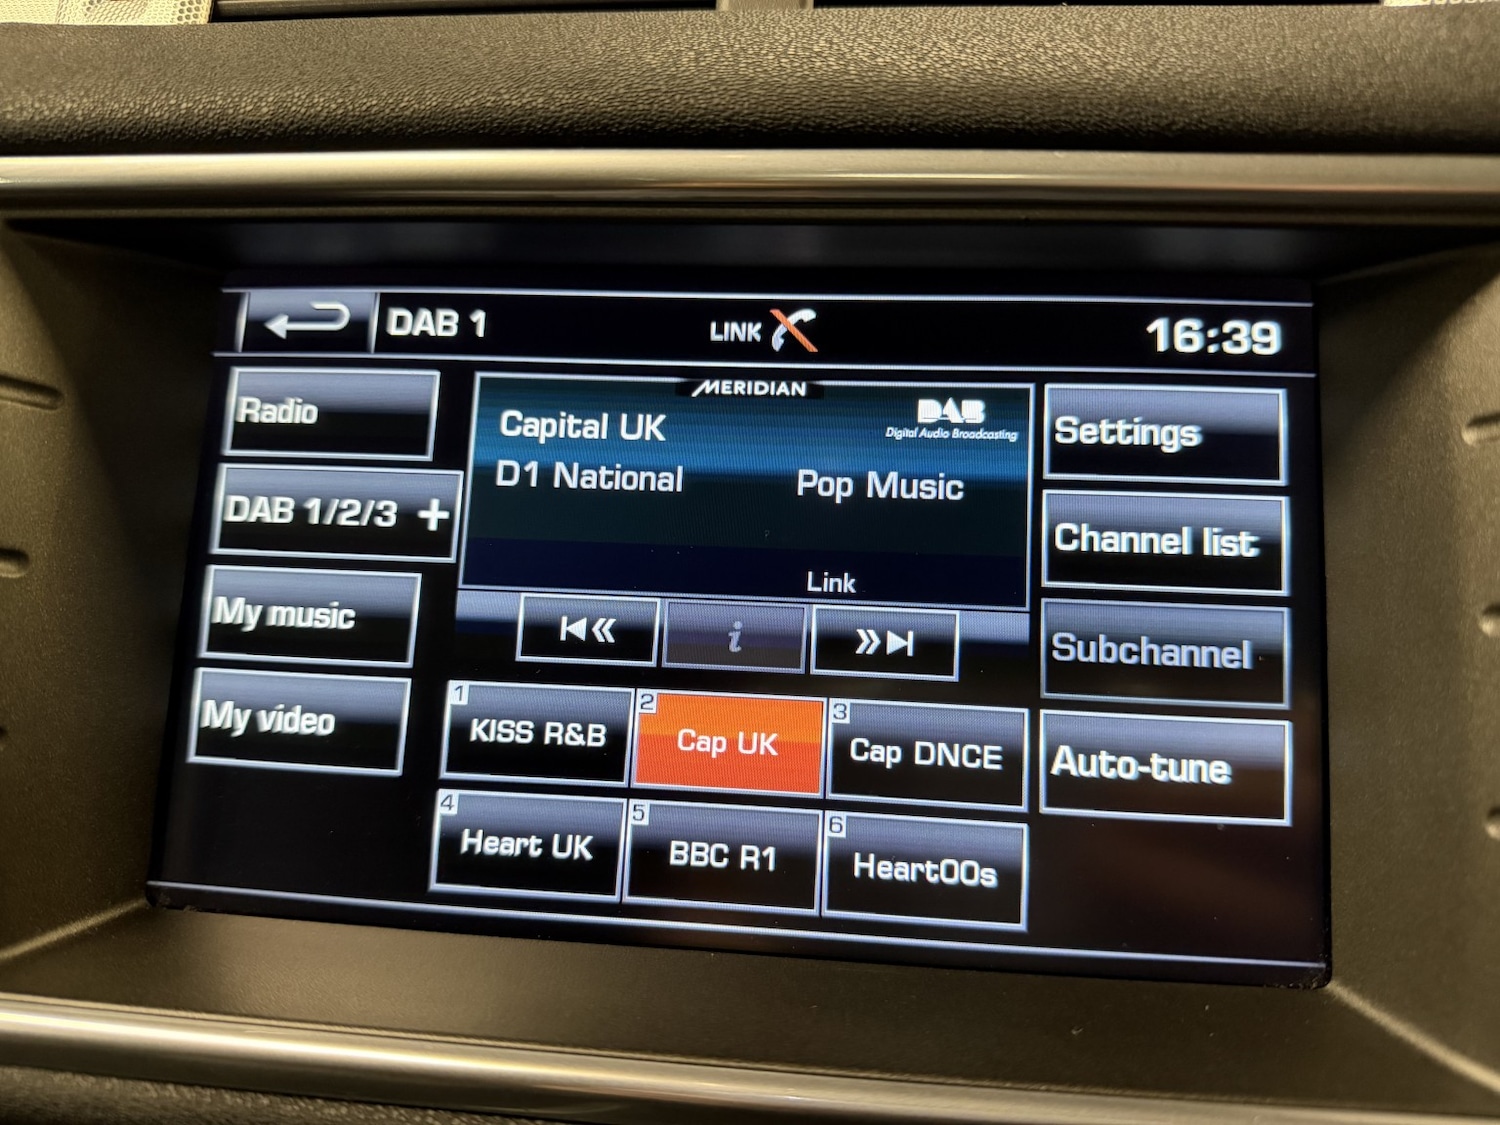 DAB 1
LINK
16:39
Radio
DAB 1/2/3 +
My music
My video
MERIDIAN
Capital UK
DAB
Digital Audio Broadcasting
D1 National
Pop Music
Link
i
1
KISS R&B
2
Cap UK
3
Cap DNCE
4
Heart UK
5
BBC R1
6
Heart00s
Settings
Channel list
Subchannel
Auto-tune